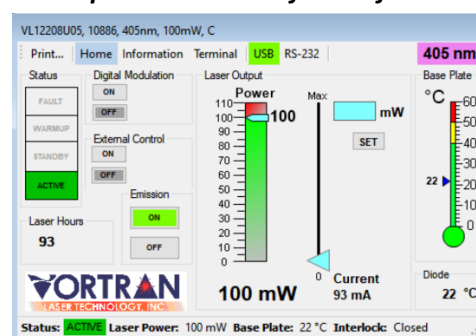 VL12208U05, 10886, 405nm, 100mW, C
Print... Home Information Terminal USB RS-232 405 nm
Status Digital Modulation Laser Output Base Plate
FAULT
WARMUP
STANDBY
ACTIVE
ON
OFF
External Control
ON
OFF
Emission
ON
OFF
Laser Hours
93
VORTRAN
LASER TECHNOLOGY, INC.
Power
110
100
90
80
70
60
50
40
30
20
10
0
100
100 mW
Max
0
mW
SET
Current
93 mA
°C
60
50
40
30
20
10
0
22
Diode
22 °C
Status: ACTIVE Laser Power: 100 mW Base Plate: 22 °C Interlock: Closed